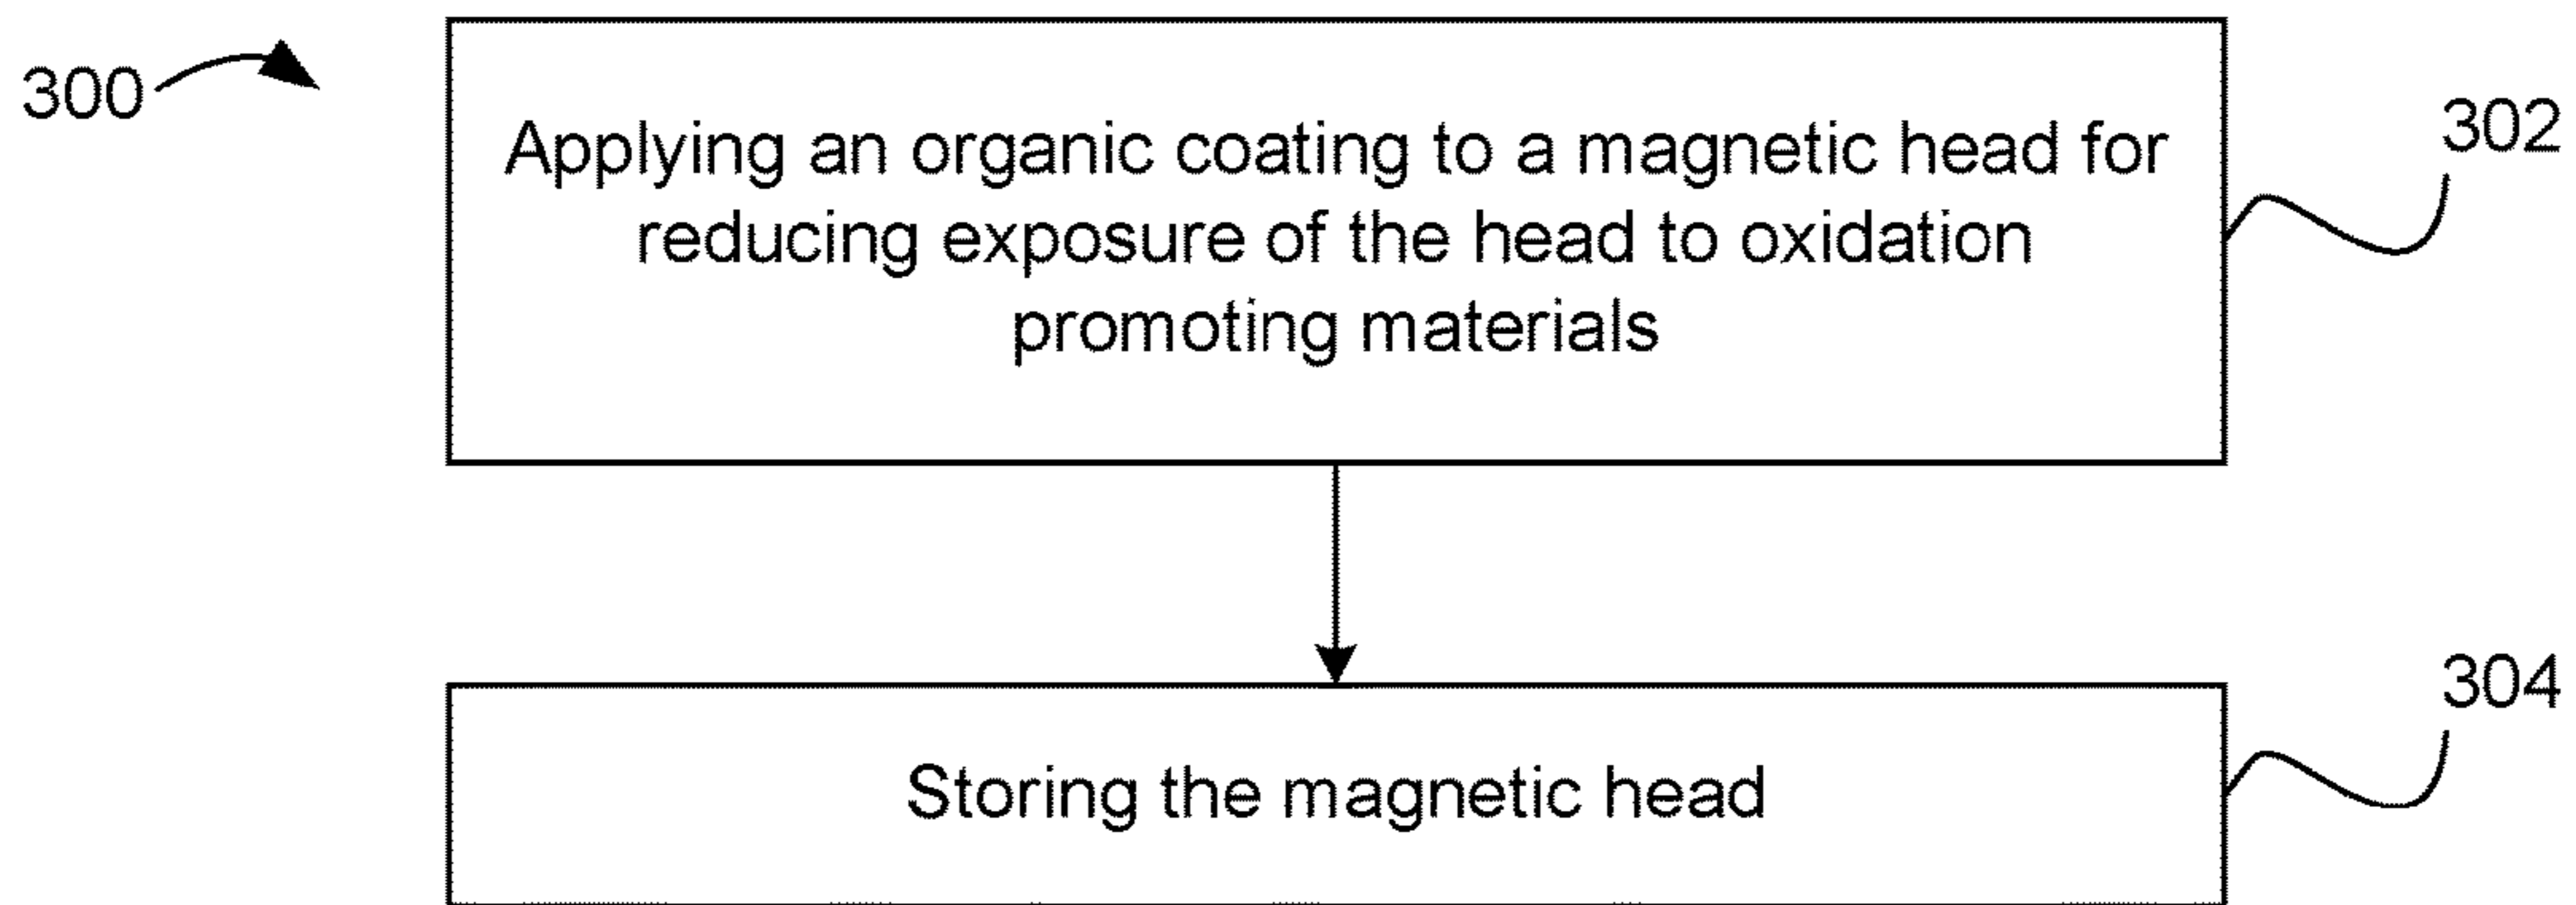 300
Applying an organic coating to a magnetic head for
reducing exposure of the head to oxidation
promoting materials
302
Storing the magnetic head
304